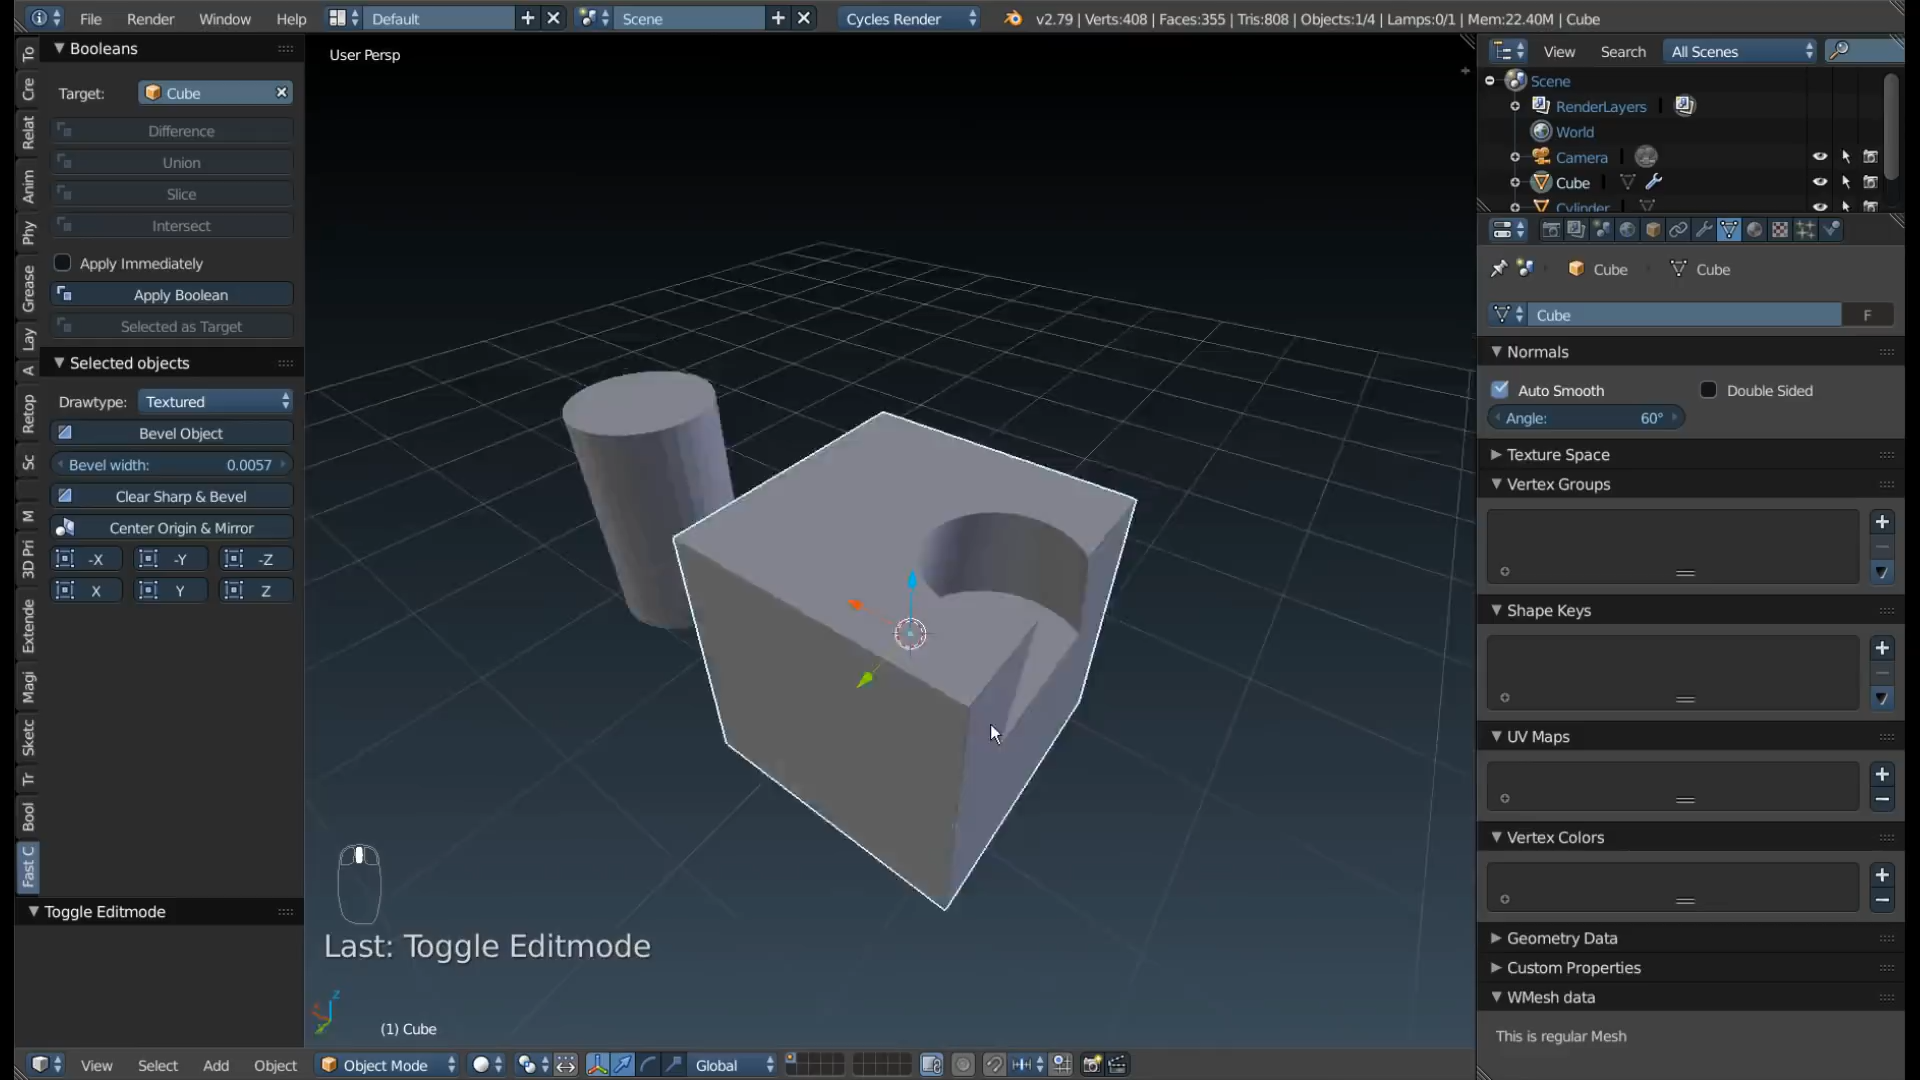 File Render Window Help Default Scene Cycles Render v2.79 | Verts:408 | Faces:355 | Tris:808 | Objects:1/4 | Lamps:0/1 | Mem:22.40M | Cube
Booleans
Target: Cube
Difference
Union
Slice
Intersect
Apply Immediately
Apply Boolean
Selected as Target
Selected objects
Drawtype: Textured
Bevel Object
Bevel width: 0.0057
Clear Sharp & Bevel
Center Origin & Mirror
-X -Y -Z
X Y Z
Toggle Editmode
To
Cre
Relat
Anim
Phy
Grease
Lay
A
Retop
Sc
M
3D Pri
Extende
Magi
Sketc
Tr
Bool
Fast C
User Persp
Last: Toggle Editmode
z
(1) Cube
View Select Add Object Object Mode Global
View Search All Scenes
Scene
RenderLayers
World
Camera
Cube
Cylinder
Cube Cube
Cube F
Normals
Auto Smooth Double Sided
Angle: 60°
Texture Space
Vertex Groups
Shape Keys
UV Maps
Vertex Colors
Geometry Data
Custom Properties
WMesh data
This is regular Mesh